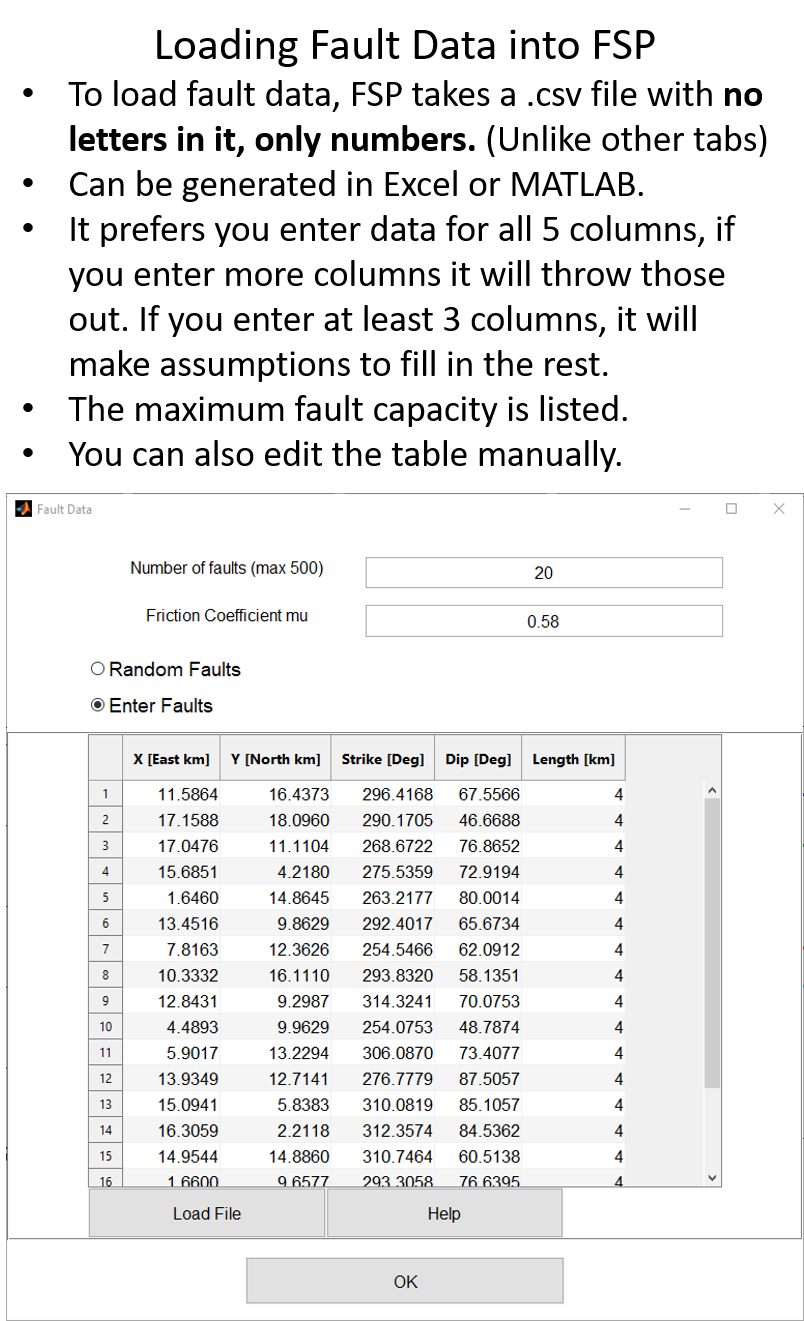 Loading Fault Data into FSP
• To load fault data, FSP takes a .csv file with no
letters in it, only numbers. (Unlike other tabs)
• Can be generated in Excel or MATLAB.
• It prefers you enter data for all 5 columns, if
you enter more columns it will throw those
out. If you enter at least 3 columns, it will
make assumptions to fill in the rest.
• The maximum fault capacity is listed.
• You can also edit the table manually.
Fault Data
Number of faults (max 500) 20
Friction Coefficient mu 0.58
Random Faults
Enter Faults
X [East km] Y [North km] Strike [Deg] Dip [Deg] Length [km]
1 11.5864 16.4373 296.4168 67.5566 4
2 17.1588 18.0960 290.1705 46.6688 4
3 17.0476 11.1104 268.6722 76.8652 4
4 15.6851 4.2180 275.5359 72.9194 4
5 1.6460 14.8645 263.2177 80.0014 4
6 13.4516 9.8629 292.4017 65.6734 4
7 7.8163 12.3626 254.5466 62.0912 4
8 10.3332 16.1110 293.8320 58.1351 4
9 12.8431 9.2987 314.3241 70.0753 4
10 4.4893 9.9629 254.0753 48.7874 4
11 5.9017 13.2294 306.0870 73.4077 4
12 13.9349 12.7141 276.7779 87.5057 4
13 15.0941 5.8383 310.0819 85.1057 4
14 16.3059 2.2118 312.3574 84.5362 4
15 14.9544 14.8860 310.7464 60.5138 4
16 1.6600 9.6577 293.3058 76.6395 4
Load File Help
OK